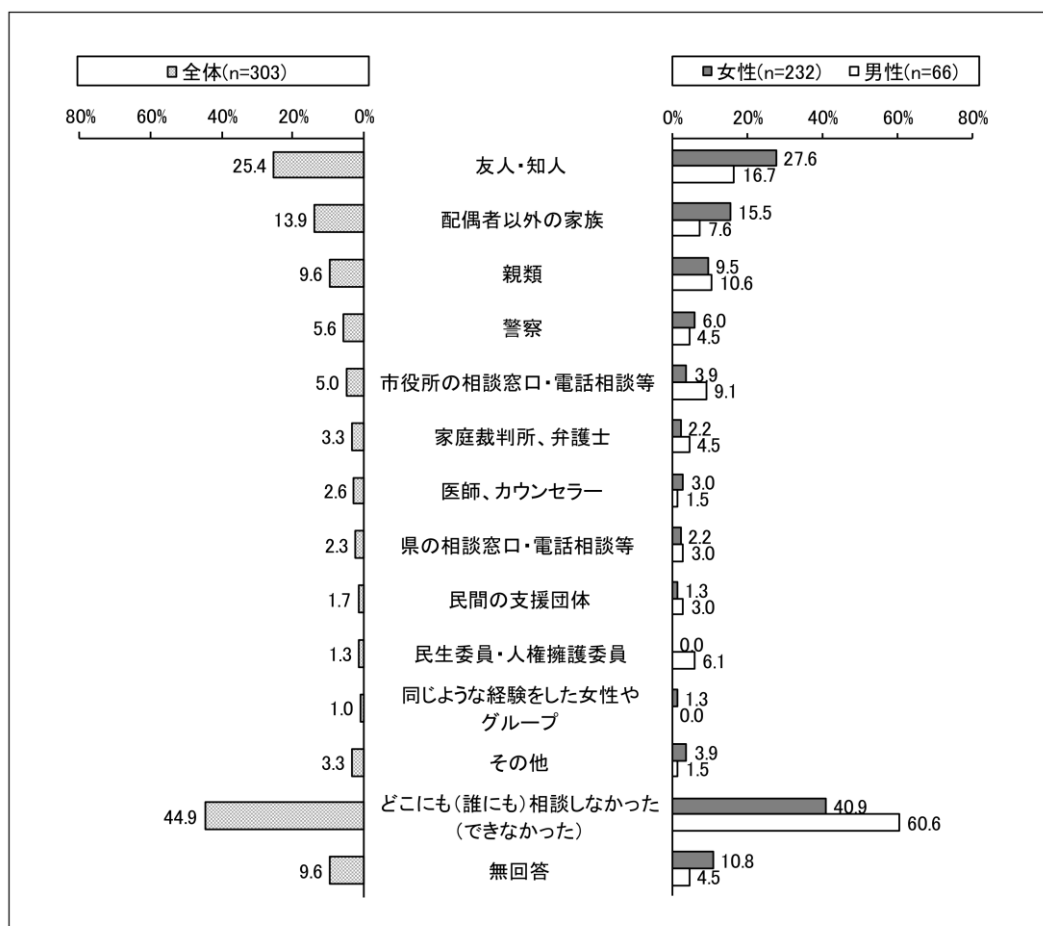 全体(n=303)
女性(n=232) 男性(n=66)
80% 60% 40% 20% 0%
0% 20% 40% 60% 80%
25.4 友人・知人 27.6
16.7
13.9 配偶者以外の家族 15.5
7.6
9.6 親類 9.5
10.6
5.6 警察 6.0
4.5
5.0 市役所の相談窓口・電話相談等 3.9
9.1
3.3 家庭裁判所、弁護士 2.2
4.5
2.6 医師、カウンセラー 3.0
1.5
2.3 県の相談窓口・電話相談等 2.2
3.0
1.7 民間の支援団体 1.3
3.0
1.3 民生委員・人権擁護委員 0.0
6.1
1.0 同じような経験をした女性や 1.3
グループ 0.0
3.3 その他 3.9
1.5
44.9 どこにも(誰にも)相談しなかった 40.9
(できなかった) 60.6
9.6 無回答 10.8
4.5